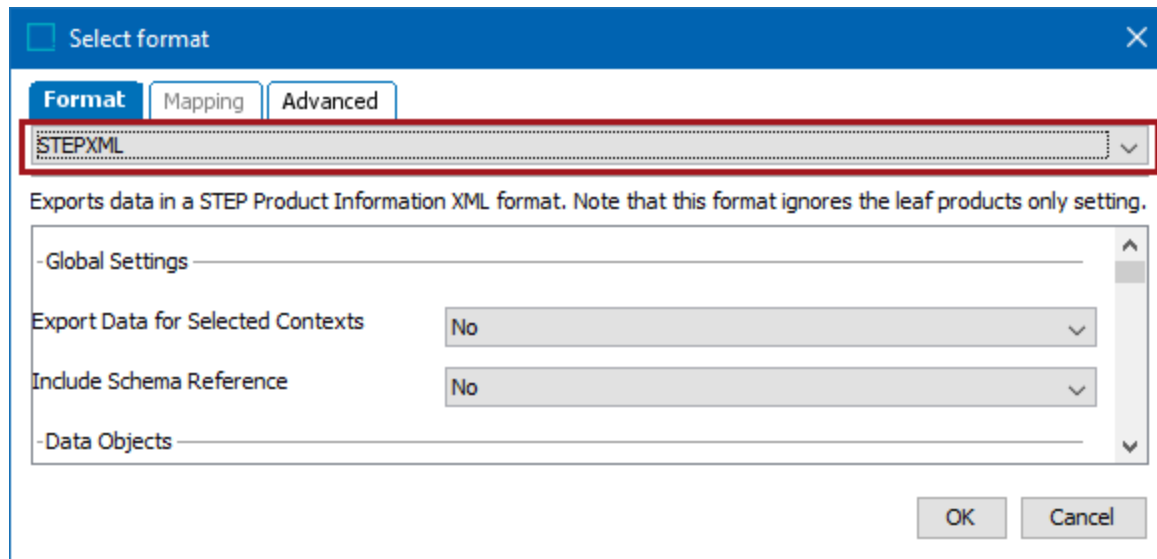 Select format
Format Mapping Advanced
STEPXML
Exports data in a STEP Product Information XML format. Note that this format ignores the leaf products only setting.
Global Settings
Export Data for Selected Contexts No
Include Schema Reference No
Data Objects
OK Cancel